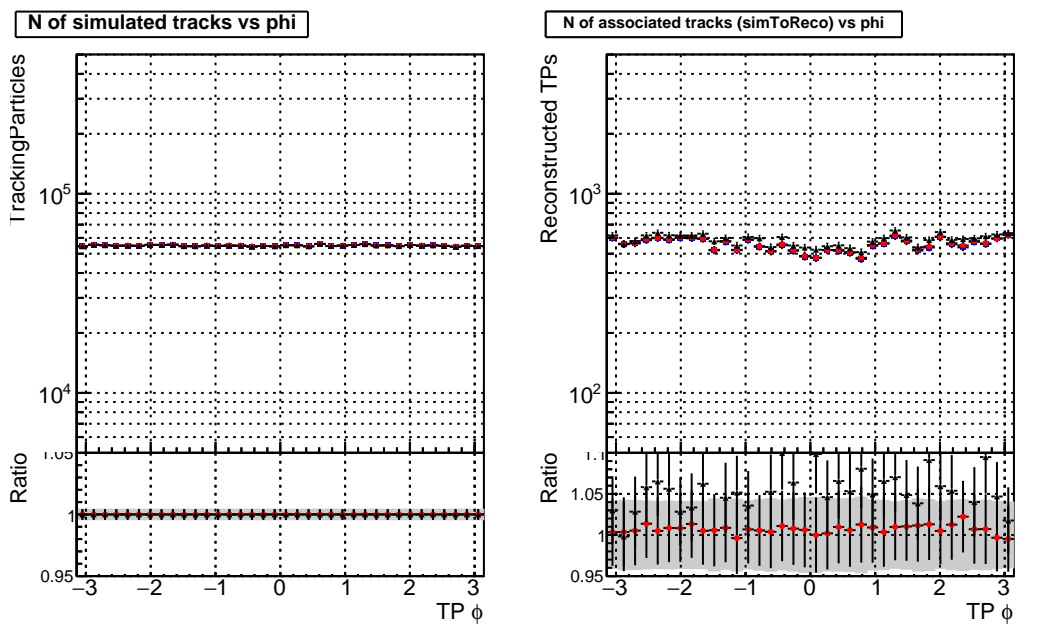 N of simulated tracks vs phi
TrackingParticles
10^5
10^4
Ratio
1.05
1
0.95
−3 −2 −1 0 1 2 3
TP ϕ
N of associated tracks (simToReco) vs phi
Reconstructed TPs
10^3
10^2
Ratio
1.1
1.05
1
0.95
−3 −2 −1 0 1 2 3
TP ϕ